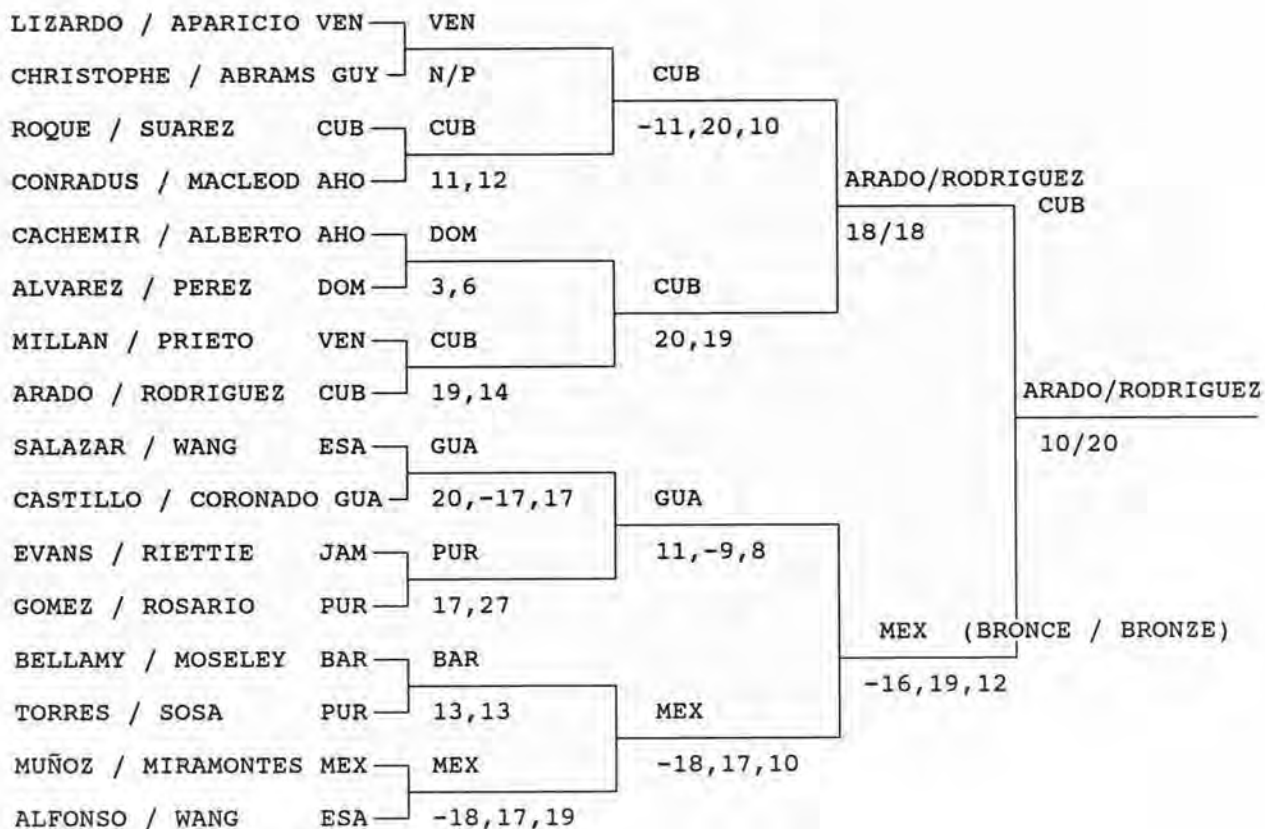 LIZARDO / APARICIO VEN VEN
CHRISTOPHE / ABRAMS GUY N/P CUB
ROQUE / SUAREZ CUB CUB -11,20,10
CONRADUS / MACLEOD AHO 11,12 ARADO/RODRIGUEZ
CUB
CACHEMIR / ALBERTO AHO DOM 18/18
ALVAREZ / PEREZ DOM 3,6 CUB
MILLAN / PRIETO VEN CUB 20,19
ARADO / RODRIGUEZ CUB 19,14 ARADO/RODRIGUEZ
SALAZAR / WANG ESA GUA 10/20
CASTILLO / CORONADO GUA 20,-17,17 GUA
EVANS / RIETTIE JAM PUR 11,-9,8
GOMEZ / ROSARIO PUR 17,27
MEX (BRONCE / BRONZE)
BELLAMY / MOSELEY BAR BAR
-16,19,12
TORRES / SOSA PUR 13,13 MEX
MUÑOZ / MIRAMONTES MEX MEX -18,17,10
ALFONSO / WANG ESA -18,17,19